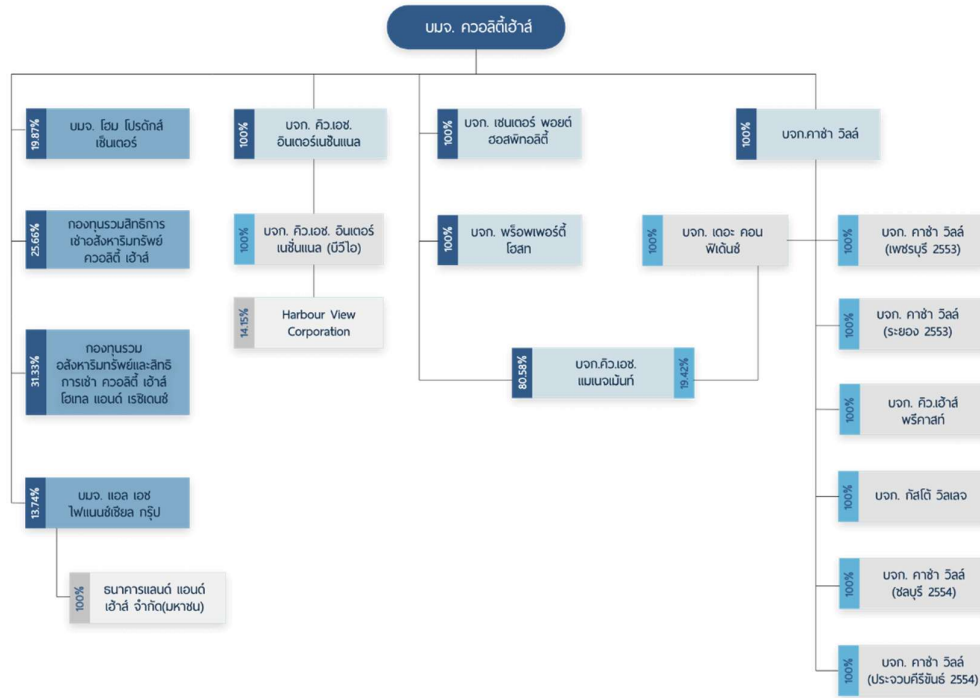 บมจ. ควอลิตี้เฮ้าส์
19.87%
บมจ. โฮม โปรดักส์
เซ็นเตอร์
25.66%
กองทุนรวมสิทธิการ
เช่าอสังหาริมทรัพย์
ควอลิตี้ เฮ้าส์
31.33%
กองทุนรวม
อสังหาริมทรัพย์และสิทธิ
การเช่า ควอลิตี้ เฮ้าส์
โฮเทล แอนด์ เรซิเดนซ์
13.74%
บมจ. แอล เอช
ไฟแนนซ์เชียล กรุ๊ป
100%
ธนาคารแลนด์ แอนด์
เฮ้าส์ จำกัด(มหาชน)
100%
บจก. คิว.เอช.
อินเตอร์เนชั่นแนล
100%
บจก. คิว.เอช. อินเตอร์
เนชั่นแนล (บีวีไอ)
14.15%
Harbour View
Corporation
100%
บจก. เซนเตอร์ พอยต์
ฮอสพิทอลิตี้
100%
บจก. พร็อพเพอร์ตี้
โฮสท
80.58%
บจก.คิว.เอช.
แมเนจเม้นท์
19.42%
100%
บจก.คาซ่า วิลล์
100%
บจก. เดอะ คอน
ฟิเด้นซ์
100%
บจก. คาซ่า วิลล์
(เพชรบุรี 2553)
100%
บจก. คาซ่า วิลล์
(ระยอง 2553)
100%
บจก. คิว.เฮ้าส์
พรีคาสท์
100%
บจก. กัสโต้ วิลเลจ
100%
บจก. คาซ่า วิลล์
(ชลบุรี 2554)
100%
บจก. คาซ่า วิลล์
(ประจวบคีรีขันธ์ 2554)